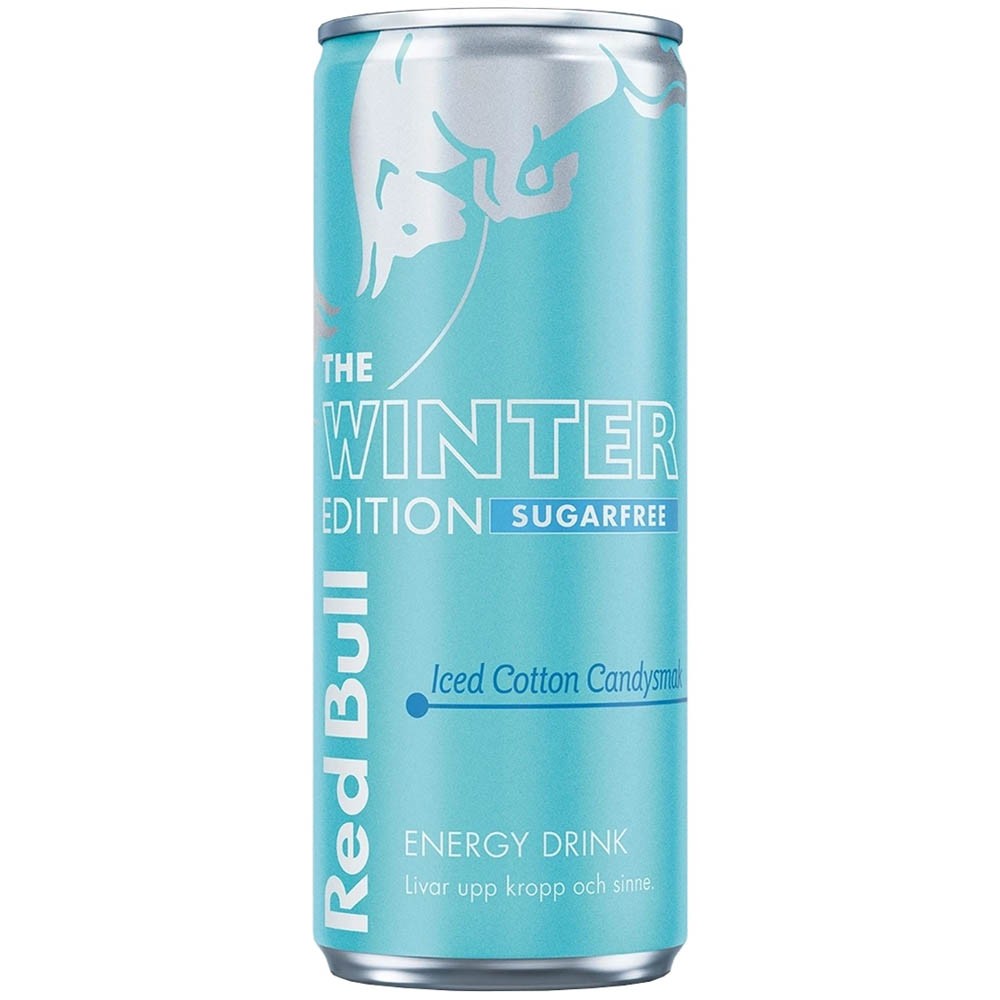 THE
WINTER
EDITION SUGARFREE
Red Bull
Iced Cotton Candysmak
ENERGY DRINK
Livar upp kropp och sinne.